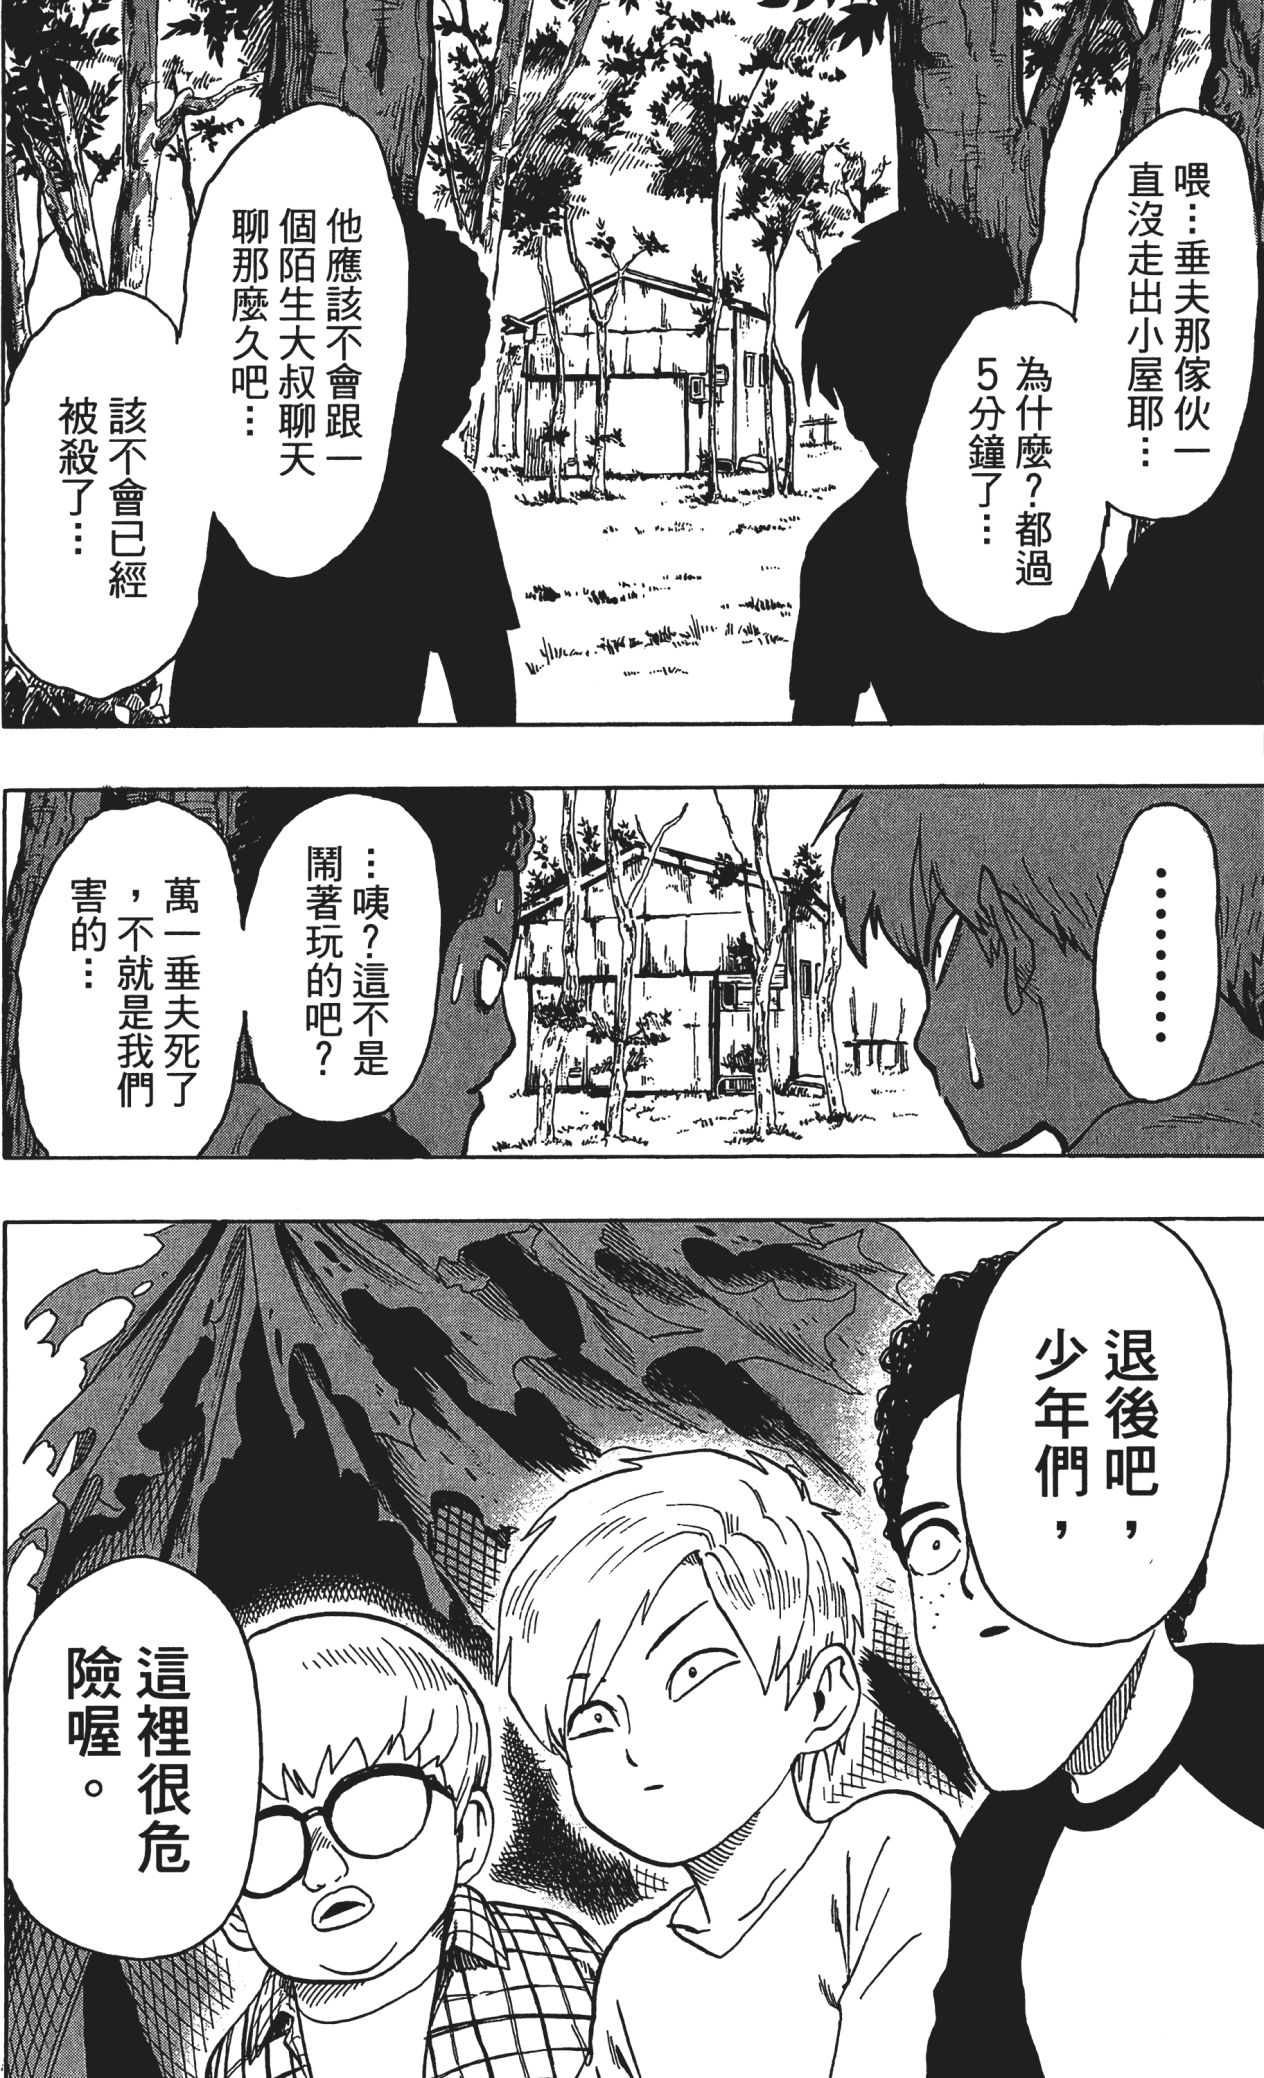 喂…垂夫那傢伙一
直沒走出小屋耶…
為什麼?都過
5分鐘了…
他應該不會跟一
個陌生大叔聊天
聊那麼久吧…
該不會已經
被殺了…
………
…咦?這不是
鬧著玩的吧?
萬一垂夫死了
,不就是我們
害的…
退後吧,
少年們,
這裡很危
險喔。